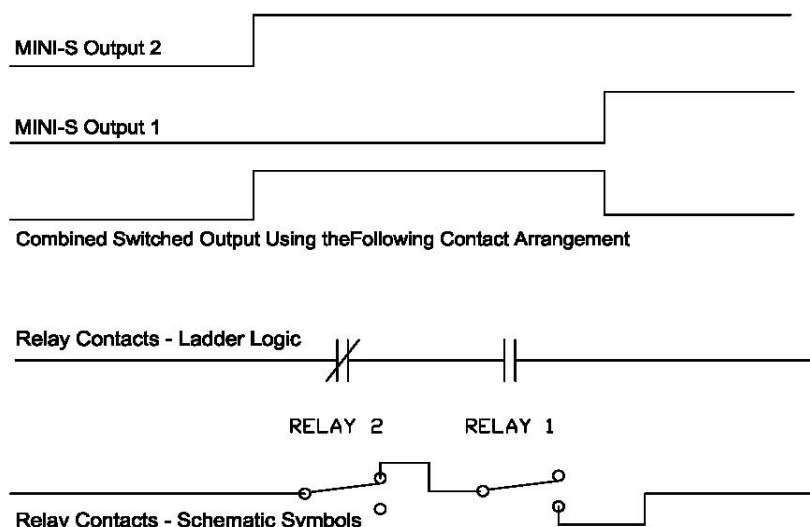 MINI-S Output 2
MINI-S Output 1
Combined Switched Output Using theFollowing Contact Arrangement
Relay Contacts - Ladder Logic
RELAY 2 RELAY 1
Relay Contacts - Schematic Symbols